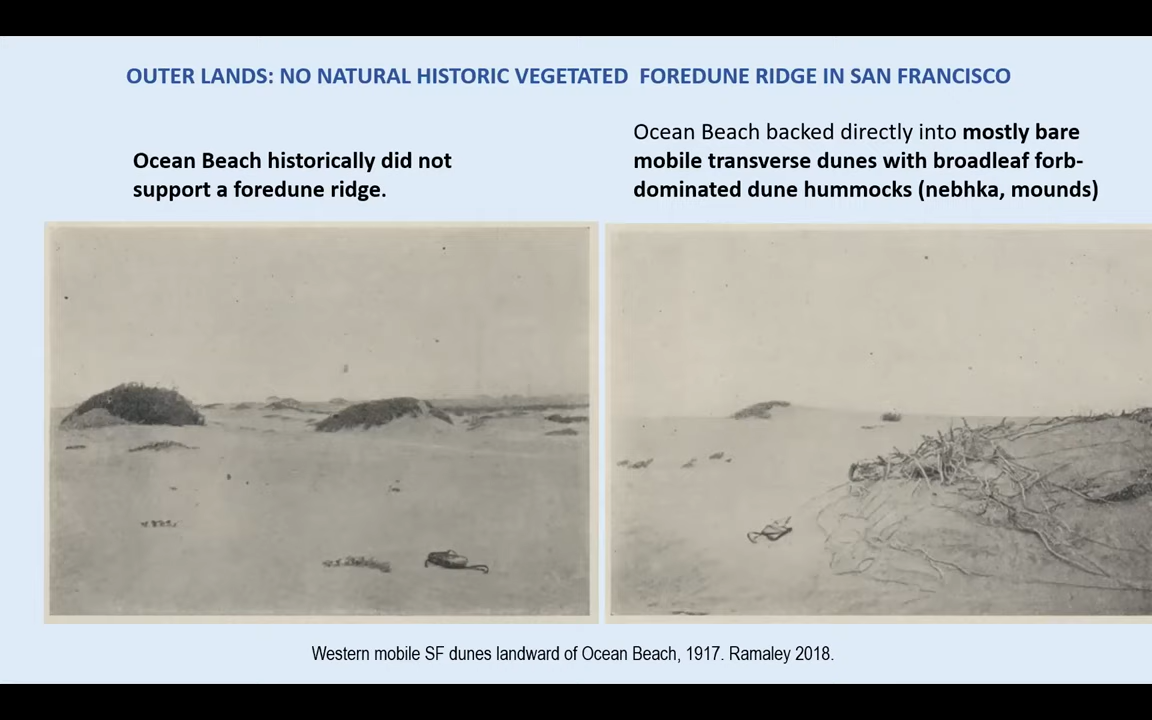 OUTER LANDS: NO NATURAL HISTORIC VEGETATED FOREDUNE RIDGE IN SAN FRANCISCO
Ocean Beach historically did not
support a foredune ridge.
Ocean Beach backed directly into mostly bare
mobile transverse dunes with broadleaf forb-
dominated dune hummocks (nebhka, mounds)
Western mobile SF dunes landward of Ocean Beach, 1917. Ramaley 2018.